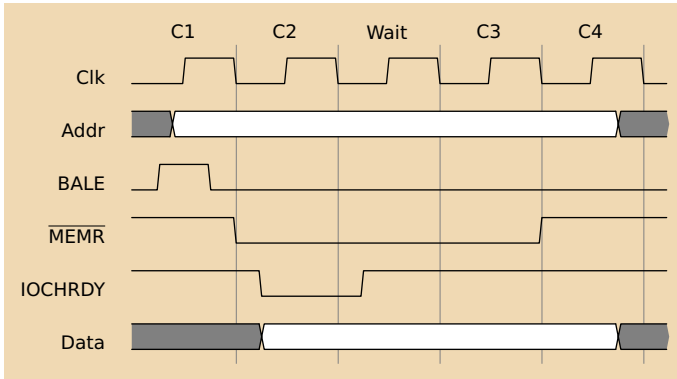 C1 C2 Wait C3 C4
Clk
Addr
BALE
MEMR
IOCHRDY
Data